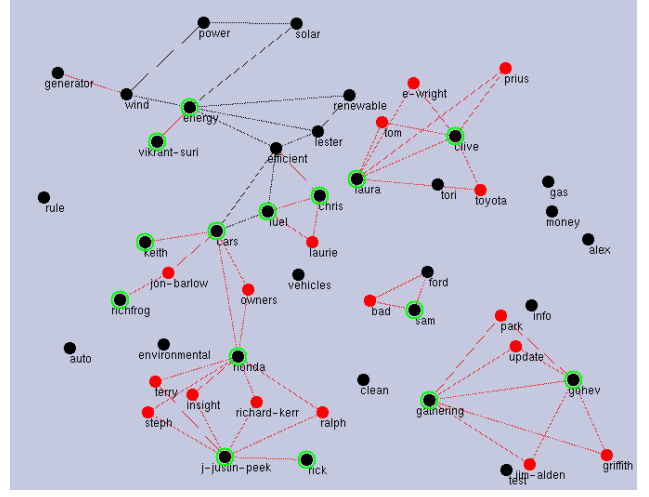 power
solar
generator
wind
energy
renewable
e-wright
prius
vikrant-suri
lester
efficient
tom
clive
laura
tori
toyota
gas
money
alex
rule
chris
fuel
cars
keith
laurie
jon-barlow
richfrog
owners
vehicles
ford
bad
sam
info
park
update
auto
environmental
honda
clean
gathering
gohev
terry
insight
richard-kerr
steph
ralph
j-justin-peek
rick
griffith
jim-alden
test